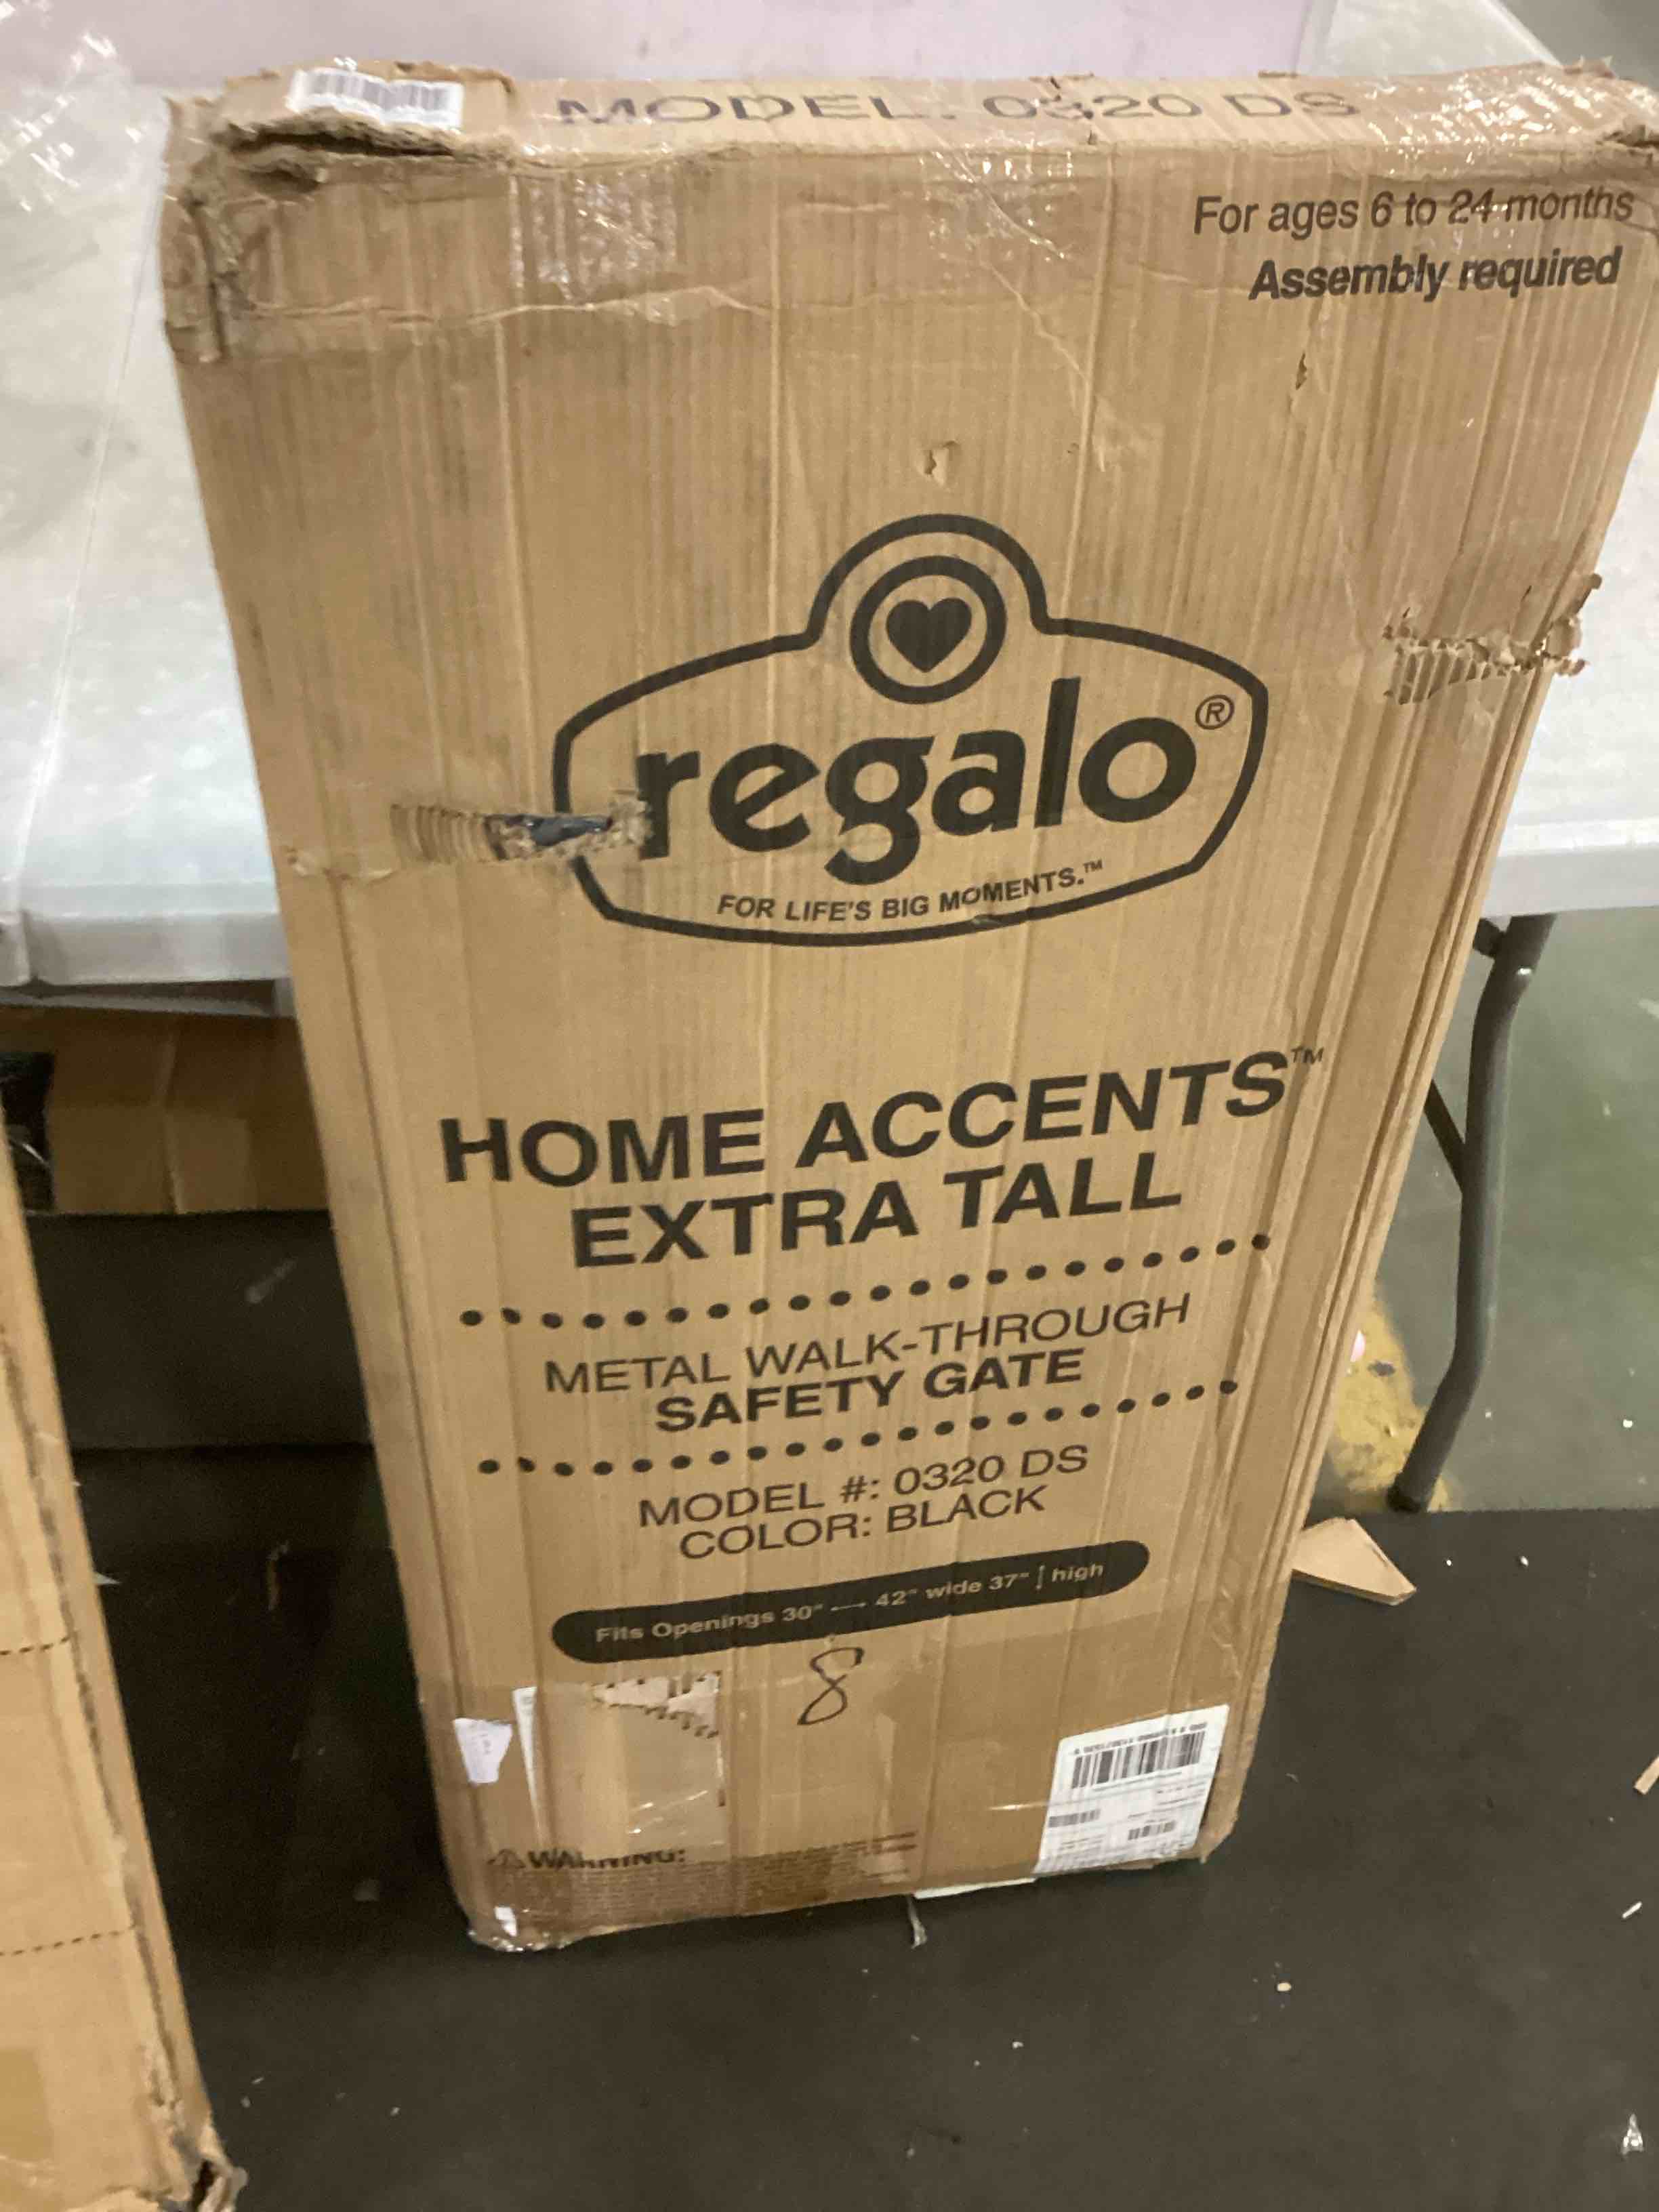 MODEL: 0320 DS
For ages 6 to 24 months
Assembly required
regalo®
FOR LIFE'S BIG MOMENTS.™
HOME ACCENTS™
EXTRA TALL
METAL WALK-THROUGH
SAFETY GATE
MODEL #: 0320 DS
COLOR: BLACK
Fits Openings 30" 42" wide 37" high
8
WARNING: